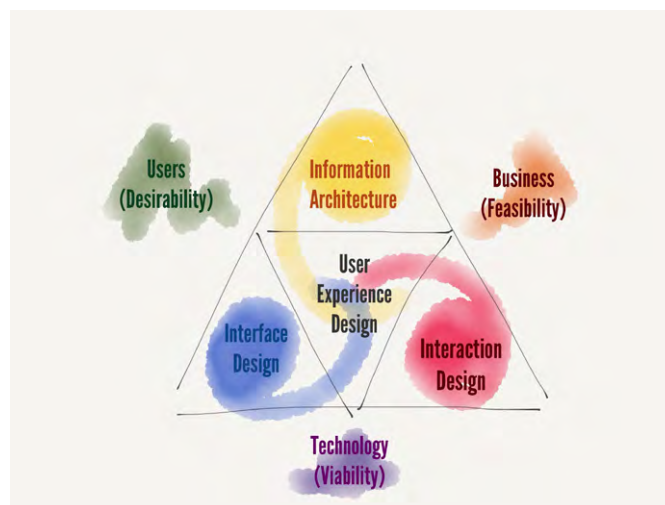 Users
(Desirability)
Information
Architecture
Business
(Feasibility)
User
Experience
Design
Interface
Design
Interaction
Design
Technology
(Viability)